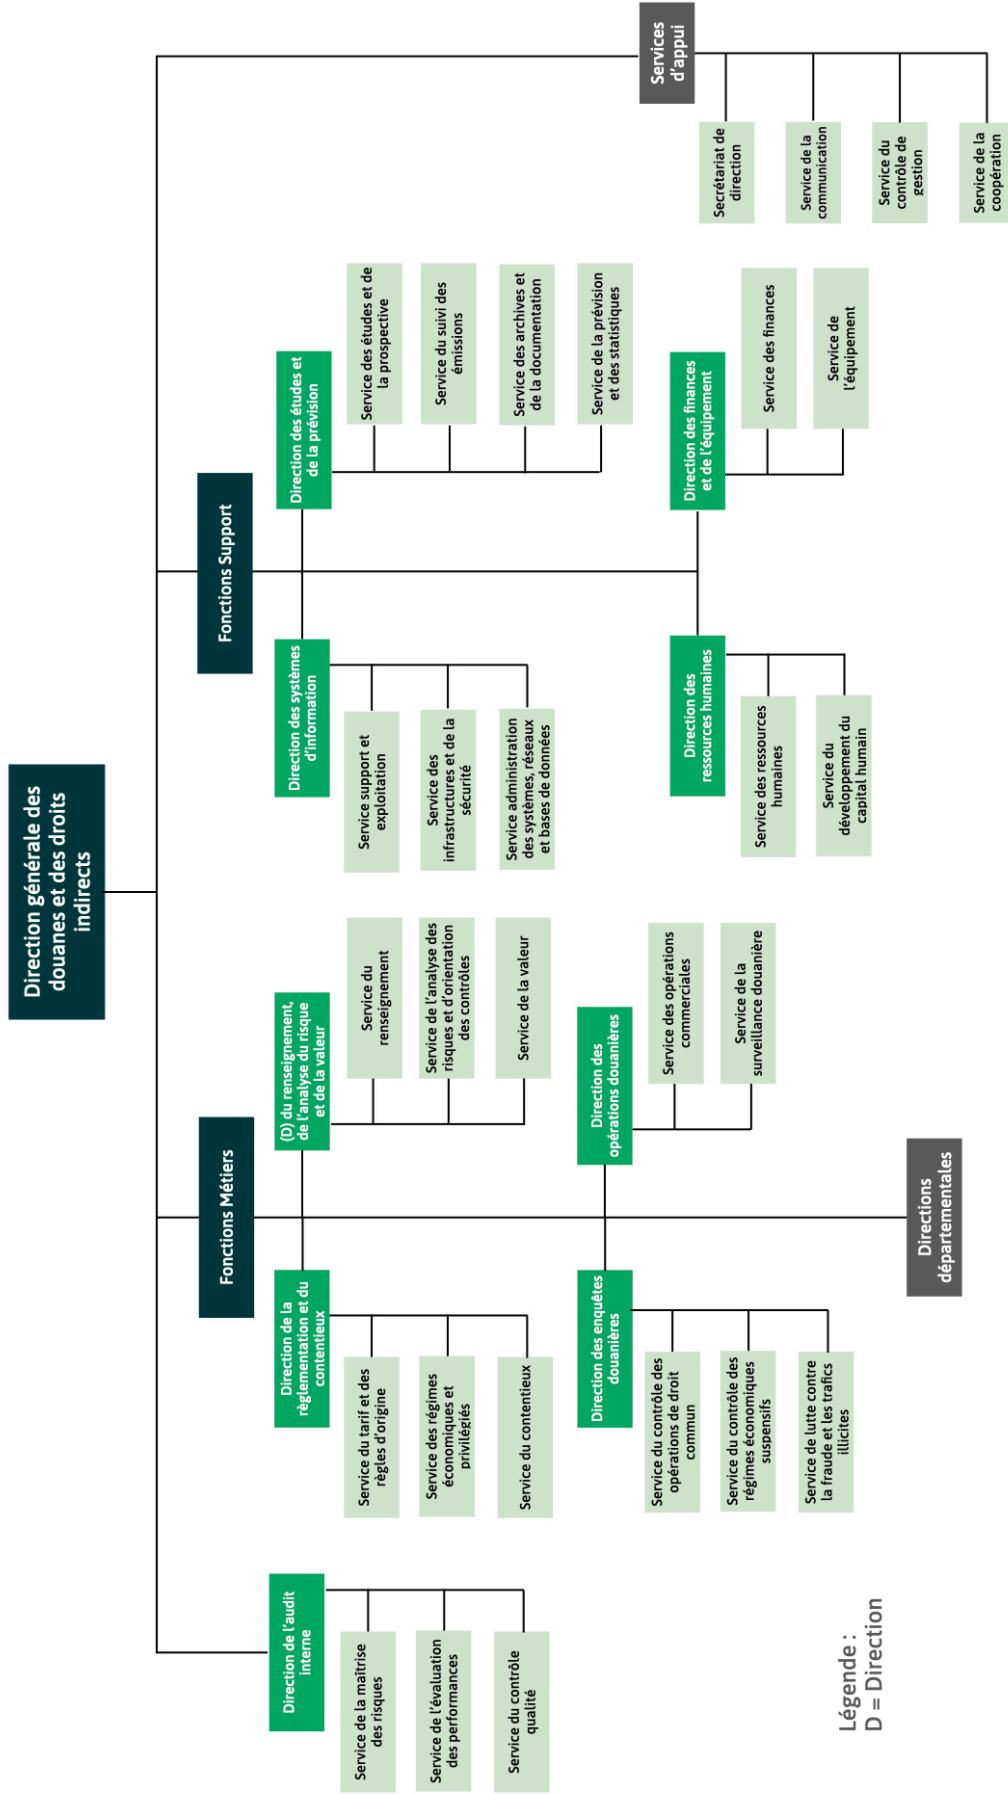 Direction générale des
douanes et des droits
indirects
Fonctions Métiers
Fonctions Support
Services
d'appui
Direction de l'audit
interne
Service de la maîtrise
des risques
Service de l'évaluation
des performances
Service du contrôle
qualité
Direction de la
règlementation et du
contentieux
Service du tarif et des
règles d'origine
Service des régimes
économiques et
privilégiés
Service du contentieux
(D) du renseignement,
de l'analyse du risque
et de la valeur
Service du
renseignement
Service de l'analyse des
risques et d'orientation
des contrôles
Service de la valeur
Direction des enquêtes
douanières
Service du contrôle des
opérations de droit
commun
Service du contrôle des
régimes économiques
suspensifs
Service de lutte contre
la fraude et les trafics
illicites
Direction des
opérations douanières
Service des opérations
commerciales
Service de la
surveillance douanière
Directions
départementales
Direction des systèmes
d'information
Service support et
exploitation
Service des
infrastructures et de la
sécurité
Service administration
des systèmes, réseaux
et bases de données
Direction des études et
de la prévision
Service des études et de
la prospective
Service du suivi des
émissions
Service des archives et
de la documentation
Service de la prévision
et des statistiques
Direction des
ressources humaines
Service des ressources
humaines
Service du
développement du
capital humain
Direction des finances
et de l'équipement
Service des finances
Service de
l'équipement
Secrétariat de
direction
Service de la
communication
Service du
contrôle de
gestion
Service de la
coopération
Légende :
D = Direction